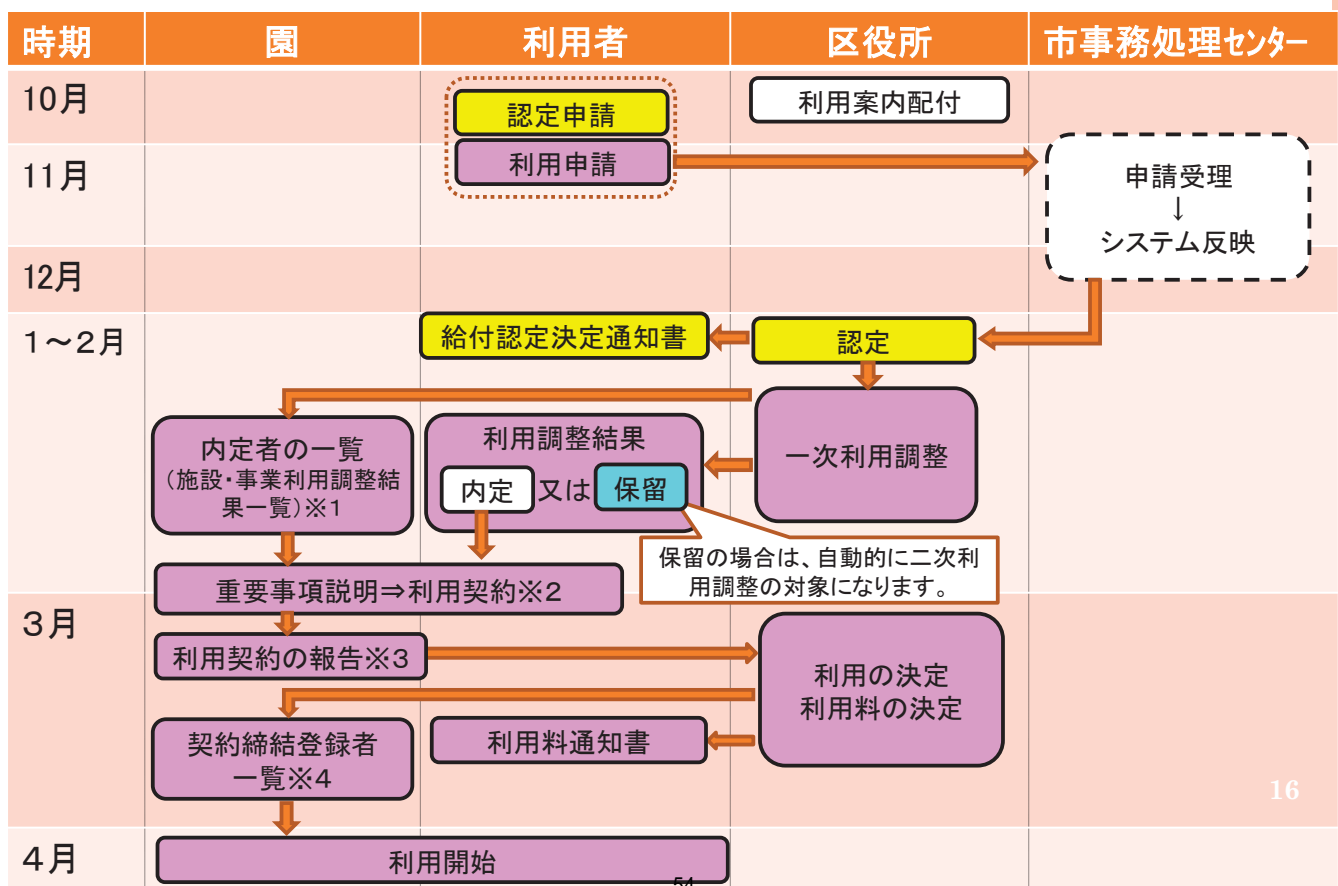 時期
園
利用者
区役所
市事務処理センター
10月
認定申請
利用案内配付
11月
利用申請
申請受理
↓
システム反映
12月
1～2月
給付認定決定通知書
認定
内定者の一覧
（施設・事業利用調整結
果一覧）※1
利用調整結果
内定 又は 保留
一次利用調整
保留の場合は、自動的に二次利
用調整の対象になります。
重要事項説明⇒利用契約※2
3月
利用契約の報告※3
利用の決定
利用料の決定
契約締結登録者
一覧※4
利用料通知書
16
4月
利用開始
54